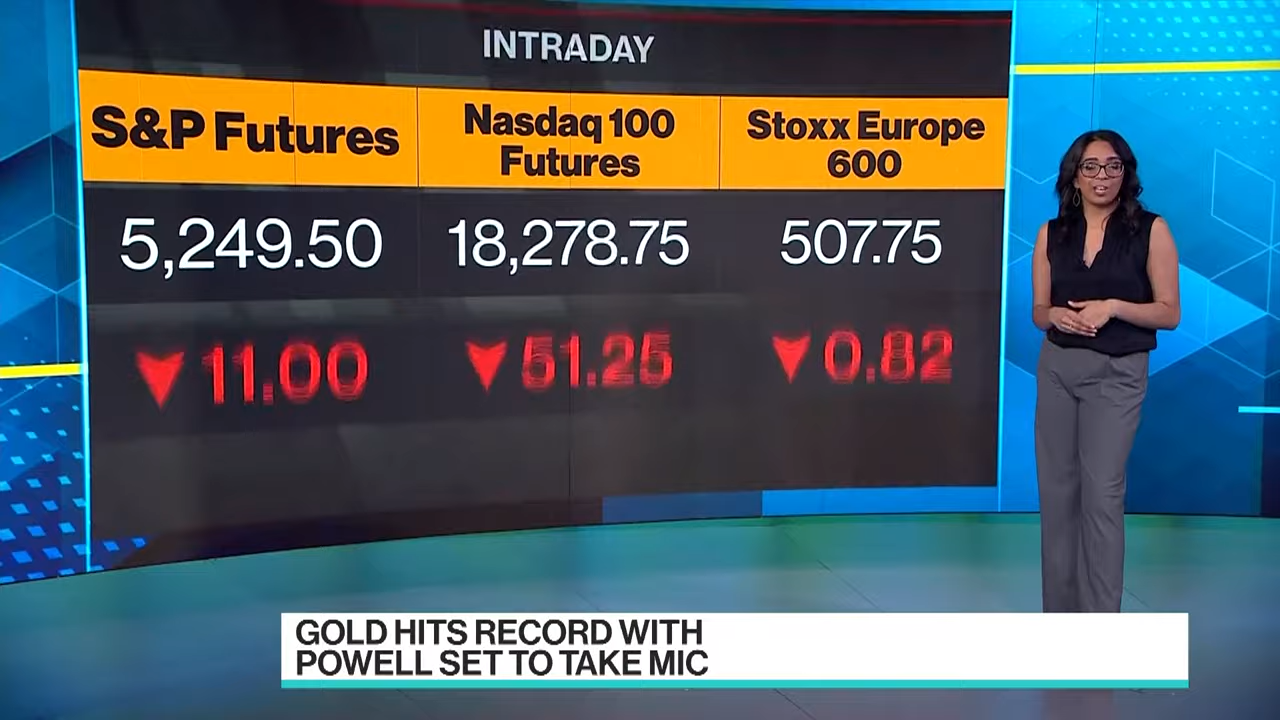 INTRADAY
S&P Futures
Nasdaq 100
Futures
Stoxx Europe
600
5,249.50
18,278.75
507.75
▼11.00
▼51.25
▼0.82
GOLD HITS RECORD WITH
POWELL SET TO TAKE MIC